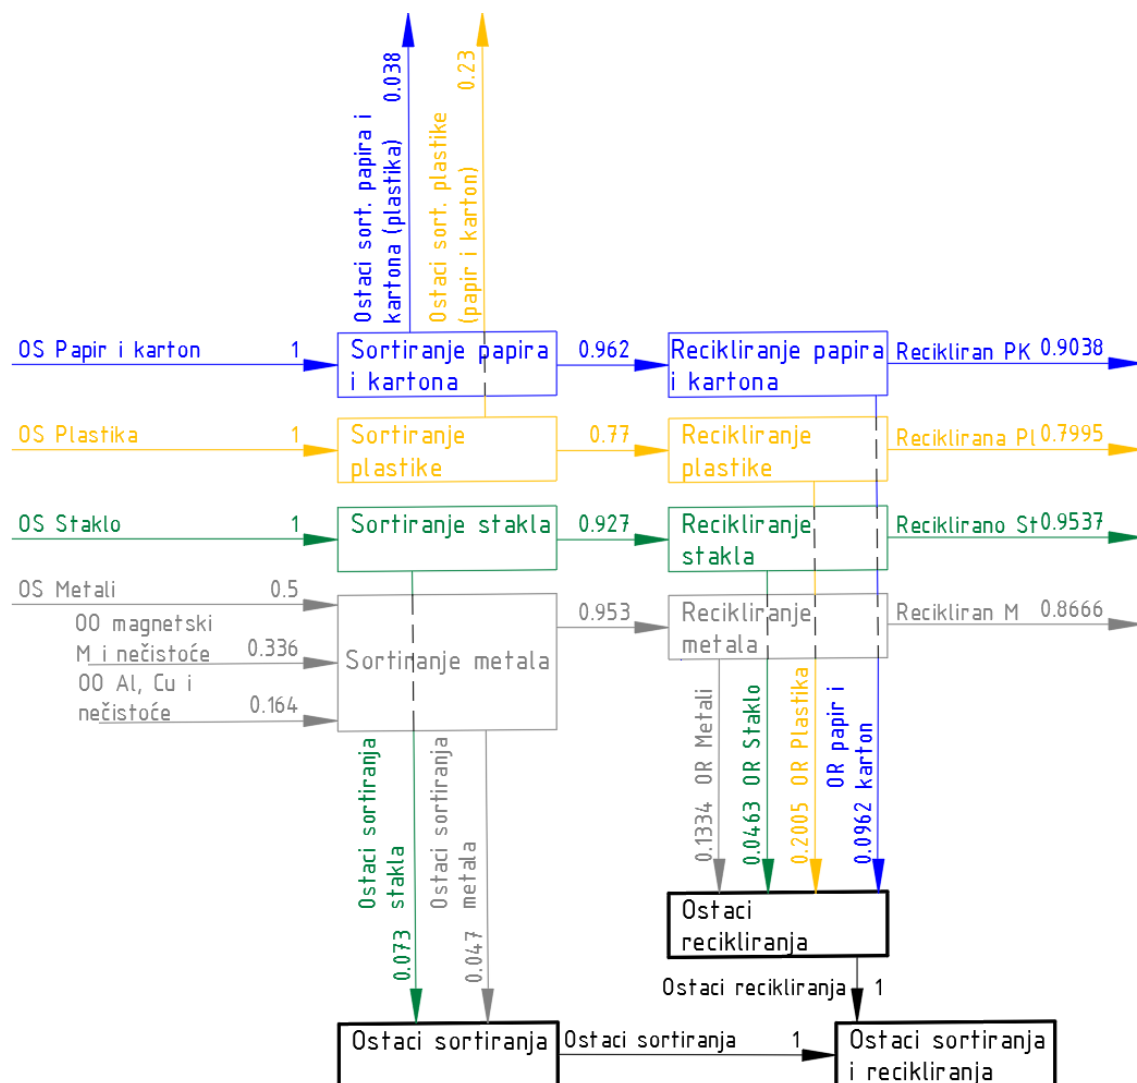 Ostaci sort. papira i
kartona (plastika)
0.038
Ostaci sort. plastike
(papir i karton)
0.23
OS Papir i karton
1
Sortiranje papira
i kartona
0.962
Recikliranje papira
i kartona
Recikliran PK
0.9038
OS Plastika
1
Sortiranje
plastike
0.77
Recikliranje
plastike
Reciklirana Pl
0.7995
OS Staklo
1
Sortiranje stakla
0.927
Recikliranje
stakla
Reciklirano St
0.9537
OS Metali
0.5
OO magnetski
M i nečistoće
0.336
OO Al, Cu i
nečistoće
0.164
Sortiranje metala
0.953
Recikliranje
metala
Recikliran M
0.8666
Ostaci sortiranja
stakla
0.073
Ostaci sortiranja
metala
0.047
0.1334 OR Metali
0.0463 OR Staklo
0.2005 OR Plastika
OR papir i
0.0962 karton
Ostaci
recikliranja
Ostaci recikliranja
1
Ostaci sortiranja
Ostaci sortiranja
1
Ostaci sortiranja
i recikliranja